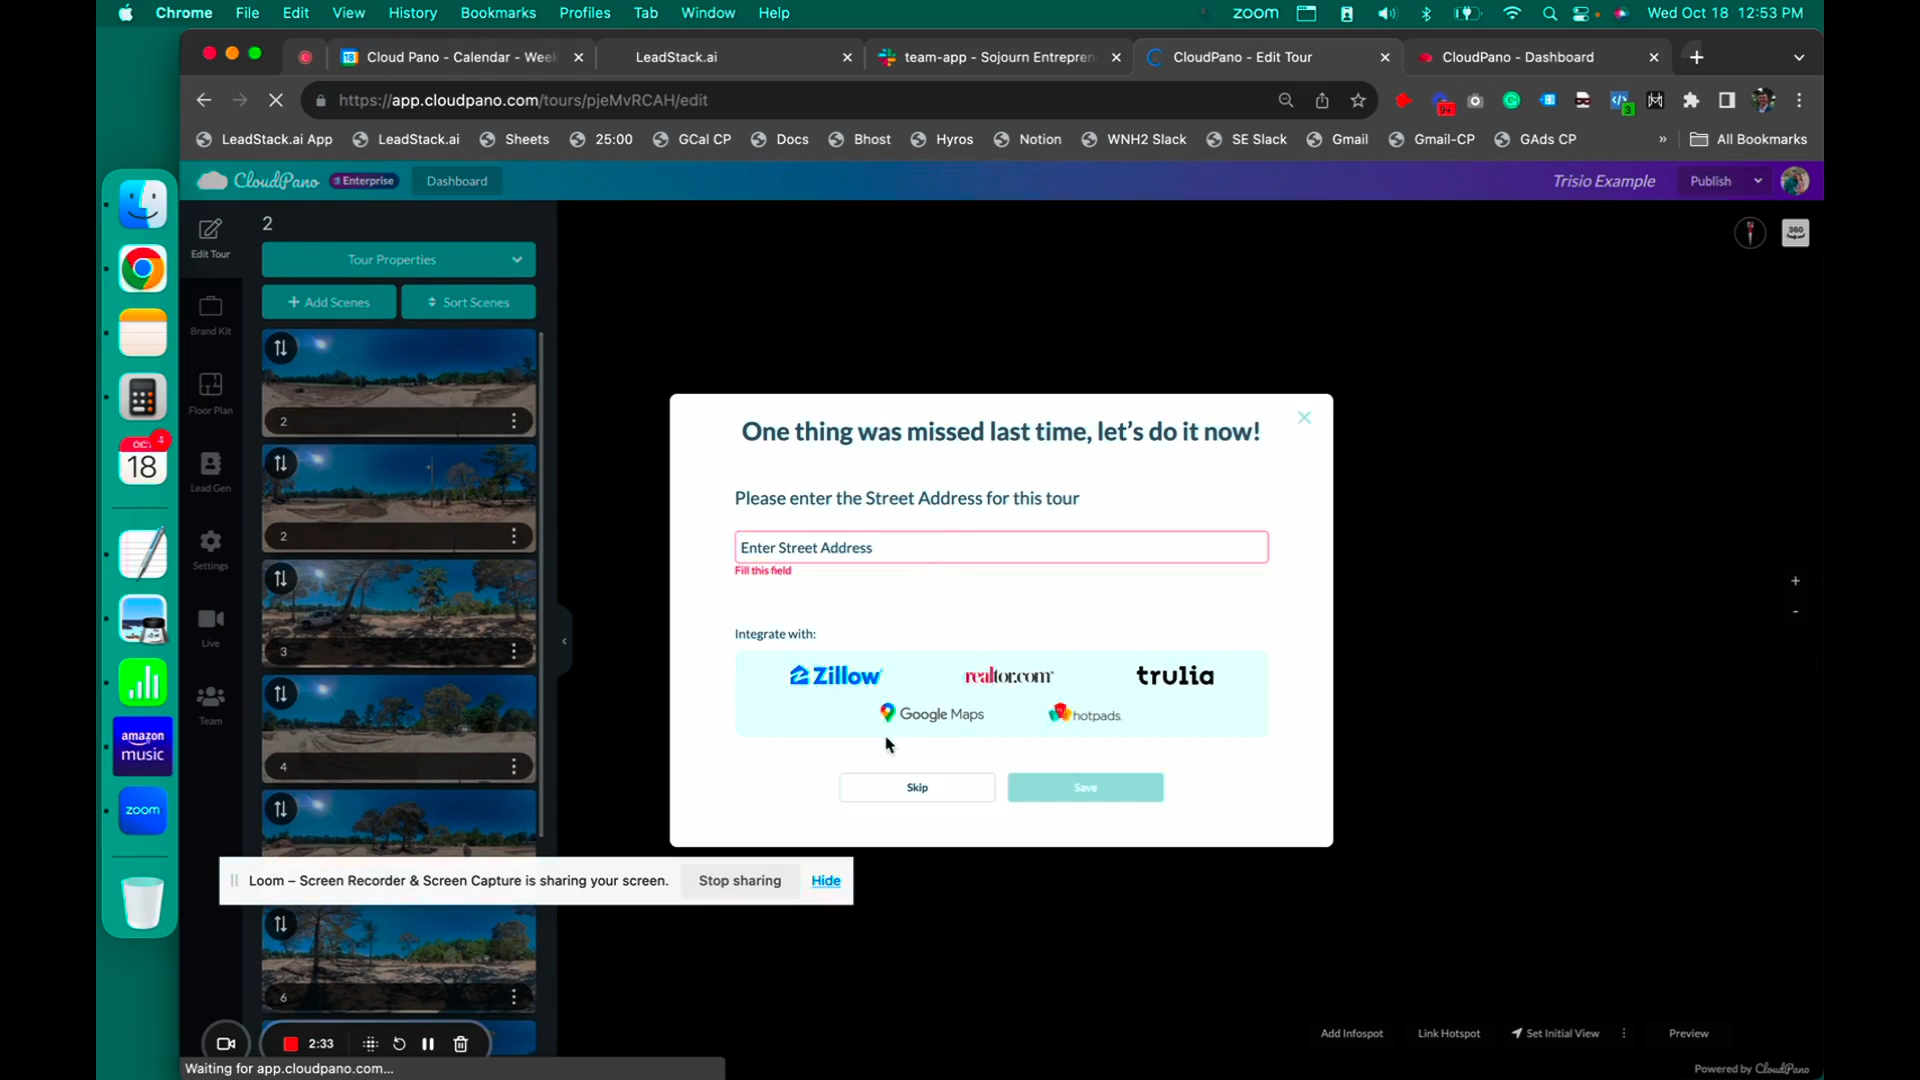 Chrome File Edit View History Bookmarks Profiles Tab Window Help zoom Wed Oct 18 12:53 PM
Cloud Pano - Calendar - Wee LeadStack.ai team-app - Sojourn Entrepren CloudPano - Edit Tour CloudPano - Dashboard
https://app.cloudpano.com/tours/pjeMvRCAH/edit 9+ 3
LeadStack.ai App LeadStack.ai Sheets 25:00 GCal CP Docs Bhost Hyros Notion WNH2 Slack SE Slack Gmail Gmail-CP GAds CP » All Bookmarks
CloudPano Enterprise Dashboard Trisio Example Publish
2
Edit Tour
Tour Properties
360
+ Add Scenes Sort Scenes
Brand Kit
Floor Plan
Lead Gen
Settings
Live
Team
2
2
3
4
6
One thing was missed last time, let's do it now!
Please enter the Street Address for this tour
Enter Street Address
Fill this field
Integrate with:
Zillow realtor.com trulia
Google Maps hotpads.
Skip Save
+
-
OCT
18
amazon
music
zoom
Loom – Screen Recorder & Screen Capture is sharing your screen. Stop sharing Hide
2:33
Add Infospot Link Hotspot Set Initial View Preview
Waiting for app.cloudpano.com...
Powered by CloudPano